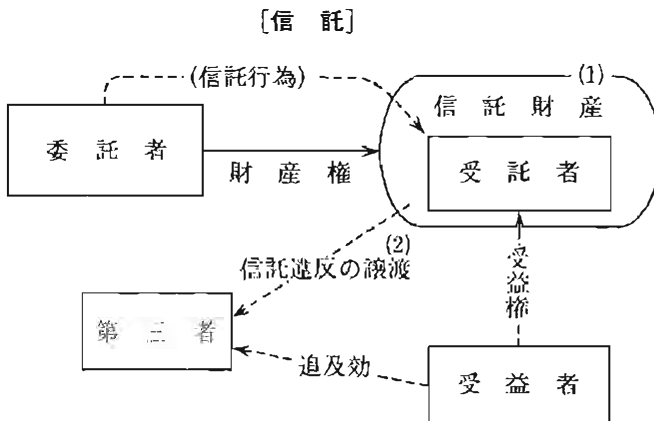 [信託]
(信託行為)
(1)
信託財産
委託者
財産権
受託者
(2)
信託違反の譲渡
受益権
第三者
追及効
受益者